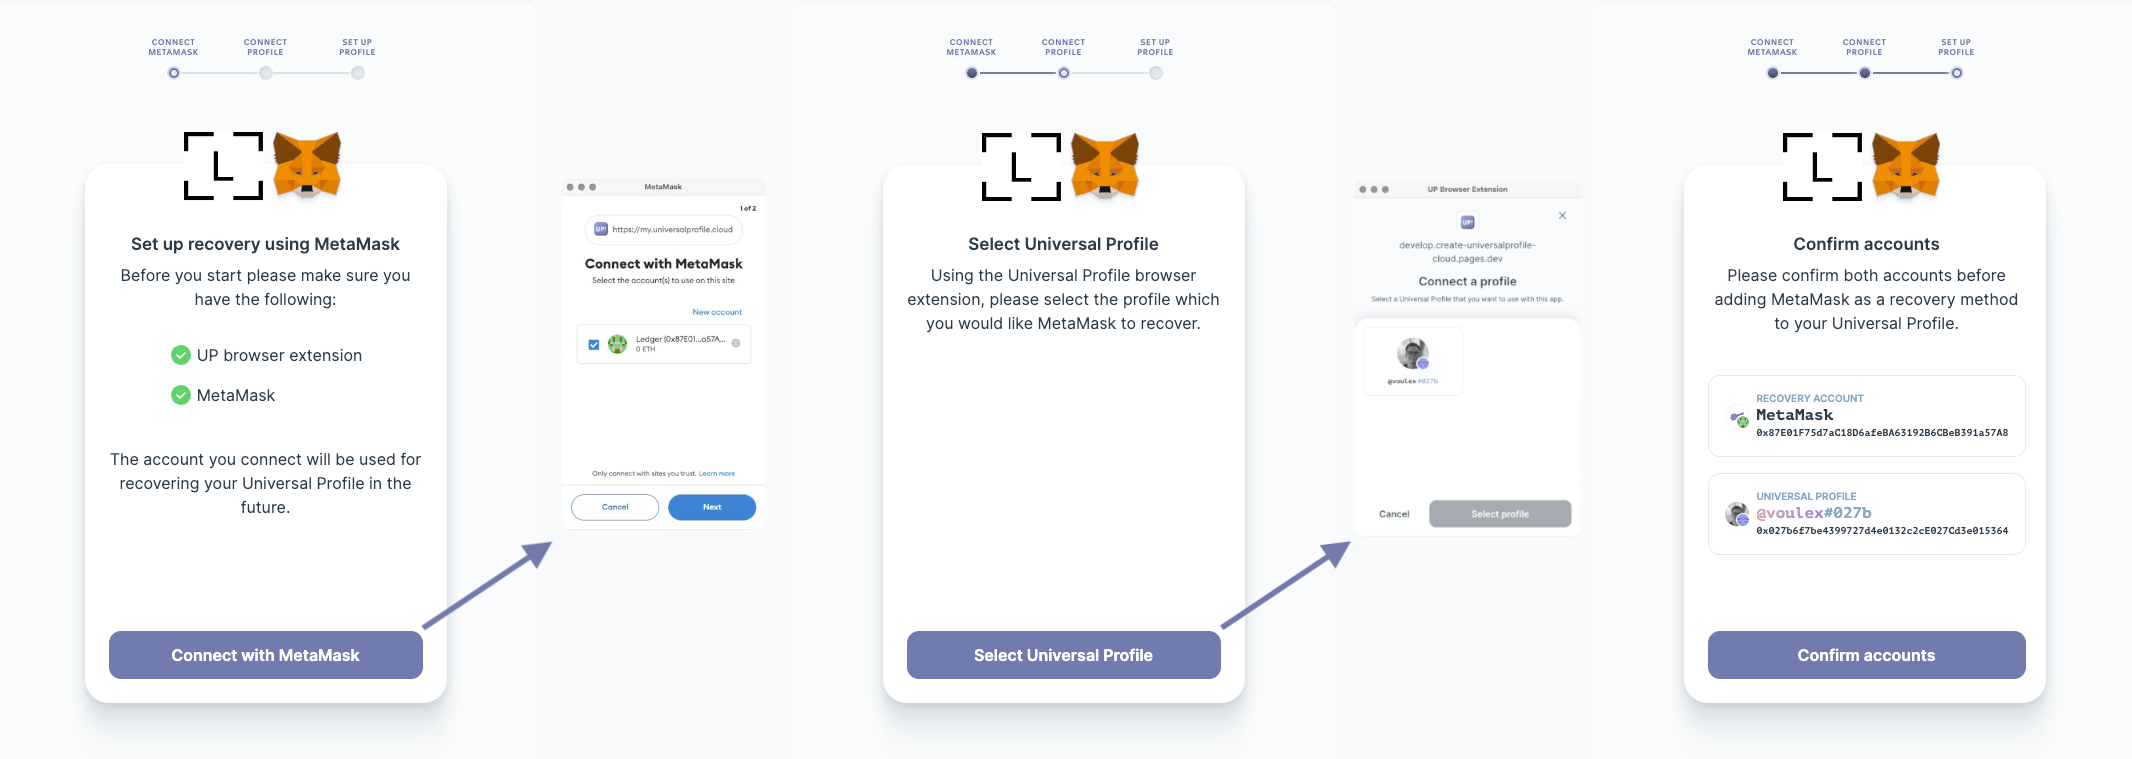 CONNECT
METAMASK
CONNECT
PROFILE
SET UP
PROFILE
L
Set up recovery using MetaMask
Before you start please make sure you
have the following:
UP browser extension
MetaMask
The account you connect will be used for
recovering your Universal Profile in the
future.
Connect with MetaMask
MetaMask
1 of 2
UP!
https://my.universalprofile.cloud
Connect with MetaMask
Select the account(s) to use on this site
New account
Ledger (0x87E01...a57A...
0 ETH
Only connect with sites you trust. Learn more
Cancel
Next
CONNECT
METAMASK
CONNECT
PROFILE
SET UP
PROFILE
L
Select Universal Profile
Using the Universal Profile browser
extension, please select the profile which
you would like MetaMask to recover.
Select Universal Profile
UP Browser Extension
UP!
develop.create-universalprofile-
cloud.pages.dev
Connect a profile
Select a Universal Profile that you want to use with this app.
@voulex#027b
Cancel
Select profile
CONNECT
METAMASK
CONNECT
PROFILE
SET UP
PROFILE
L
Confirm accounts
Please confirm both accounts before
adding MetaMask as a recovery method
to your Universal Profile.
RECOVERY ACCOUNT
MetaMask
0x87E01F75d7aC18D6afeBA63192B6CBeB391a57A8
UNIVERSAL PROFILE
@voulex#027b
0x027b6f7be4399727d4e0132c2cE027Cd3e015364
Confirm accounts